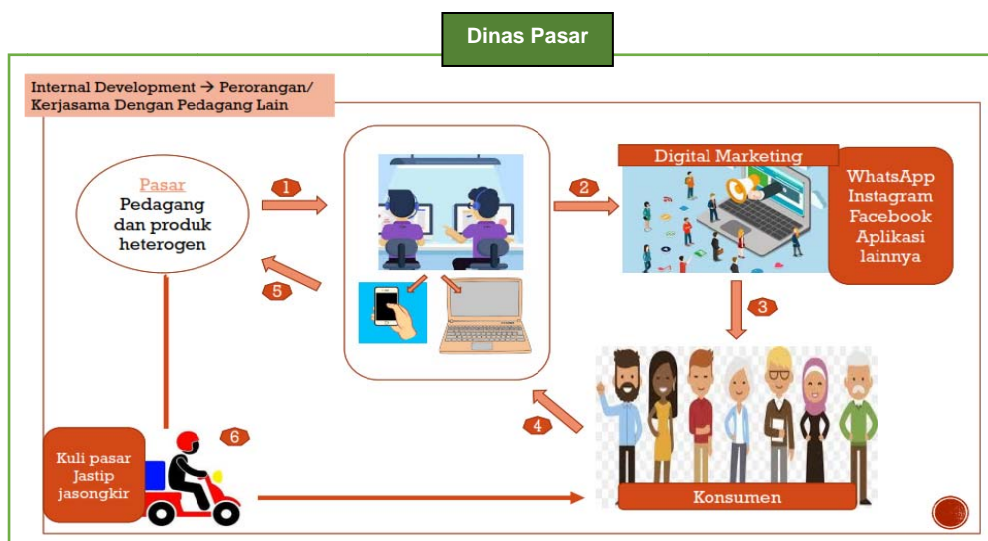 Dinas Pasar
Internal Development → Perorangan/
Kerjasama Dengan Pedagang Lain
Pasar
Pedagang
dan produk
heterogen
1
2
Digital Marketing
WhatsApp
Instagram
Facebook
Aplikasi
lainnya
5
3
4
6
Kuli pasar
Jastip
jasongkir
Konsumen